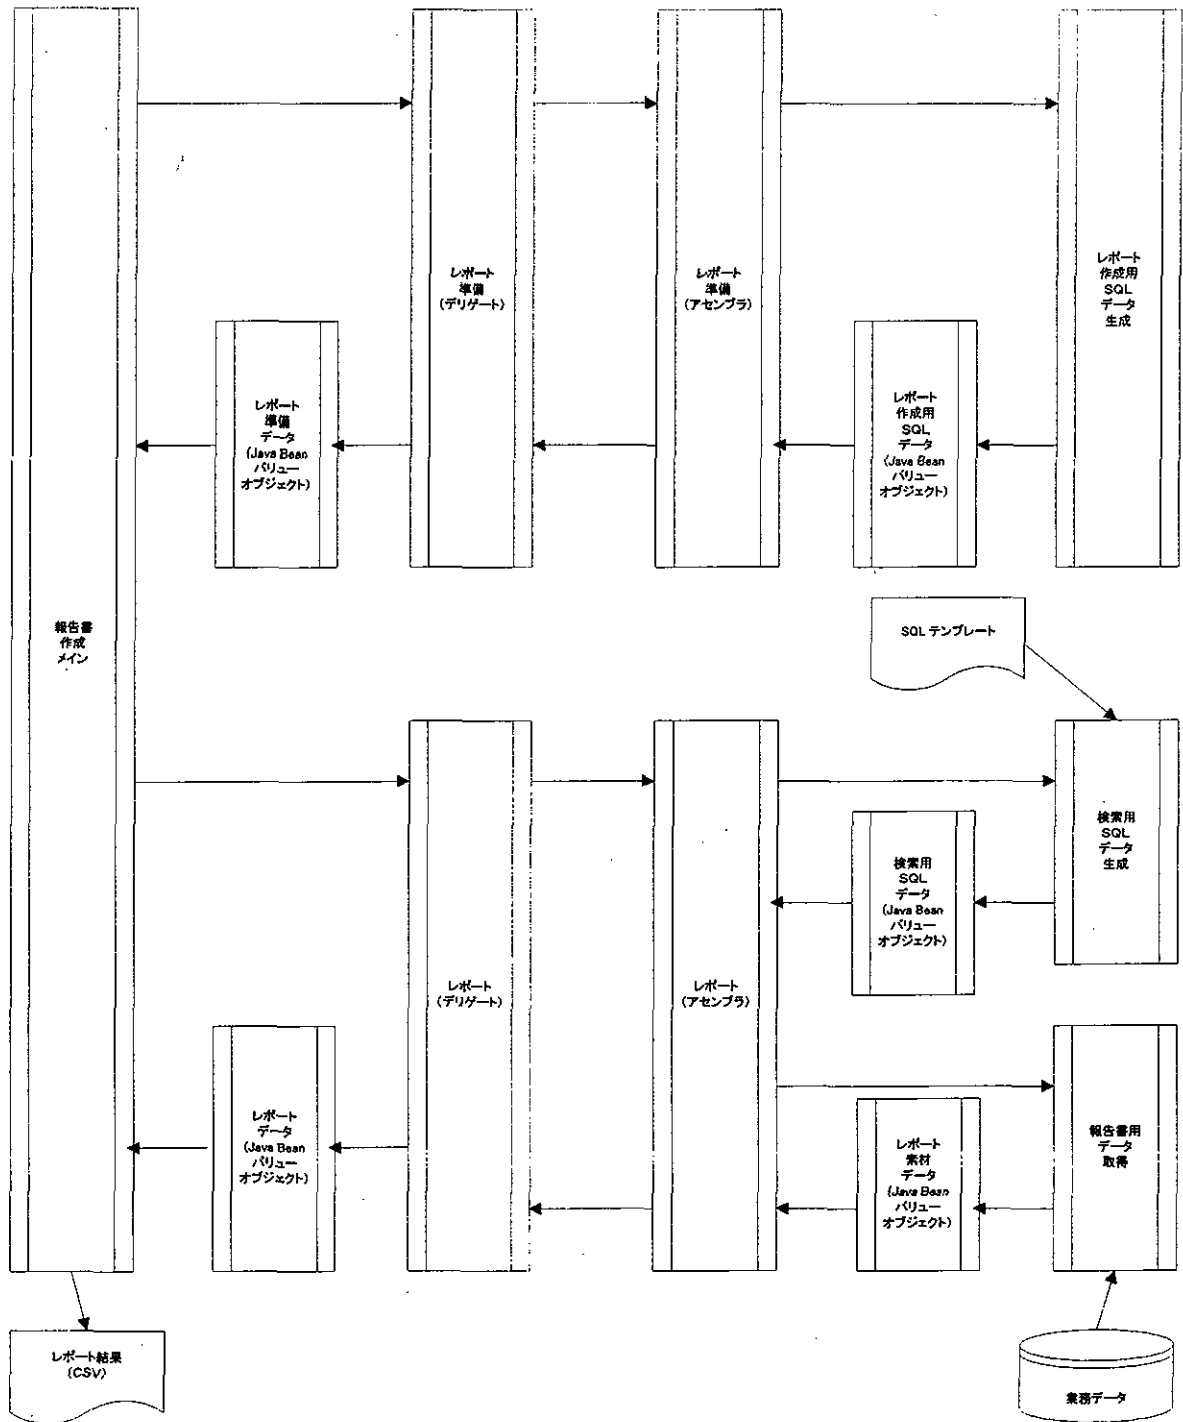 レポート
準備
(デリゲート)
レポート
準備
(アセンブラ)
レポート
作成用
SQL
データ
生成
レポート
準備
データ
(Java Bean
バリュー
オブジェクト)
レポート
作成用
SQL
データ
(Java Bean
バリュー
オブジェクト)
報告書
作成
メイン
SQL テンプレート
検索用
SQL
データ
生成
検索用
SQL
データ
(Java Bean
バリュー
オブジェクト)
レポート
(デリゲート)
レポート
(アセンブラ)
レポート
データ
(Java Bean
バリュー
オブジェクト)
レポート
素材
データ
(Java Bean
バリュー
オブジェクト)
報告書用
データ
取得
レポート結果
(CSV)
業務データ